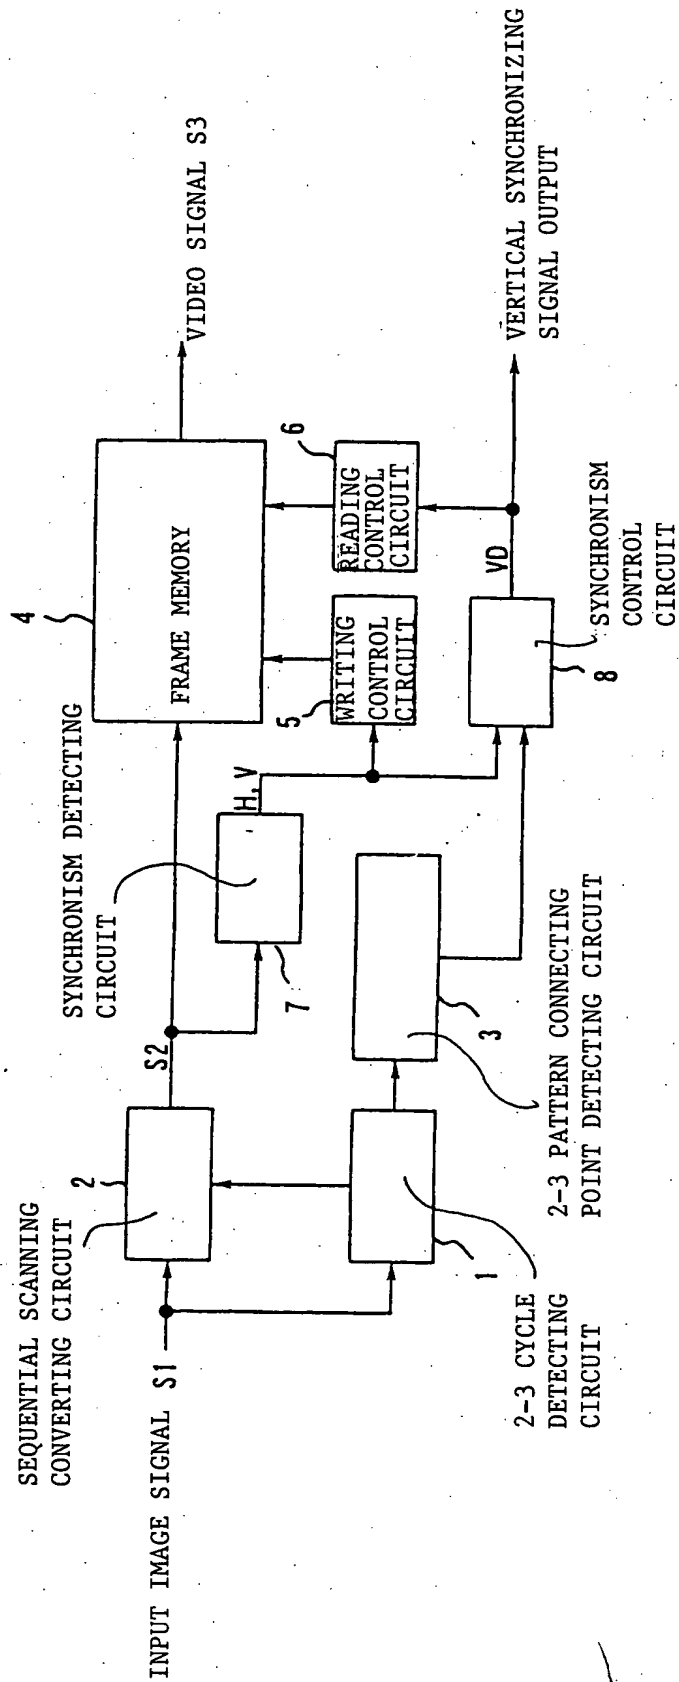 SEQUENTIAL SCANNING
CONVERTING CIRCUIT
2
INPUT IMAGE SIGNAL S1
S2
SYNCHRONISM DETECTING
CIRCUIT
7
H, V
4
FRAME MEMORY
VIDEO SIGNAL S3
5
WRITING
CONTROL
CIRCUIT
6
READING
CONTROL
CIRCUIT
1
2-3 CYCLE
DETECTING
CIRCUIT
3
2-3 PATTERN CONNECTING
POINT DETECTING CIRCUIT
VD
8
SYNCHRONISM
CONTROL
CIRCUIT
VERTICAL SYNCHRONIZING
SIGNAL OUTPUT